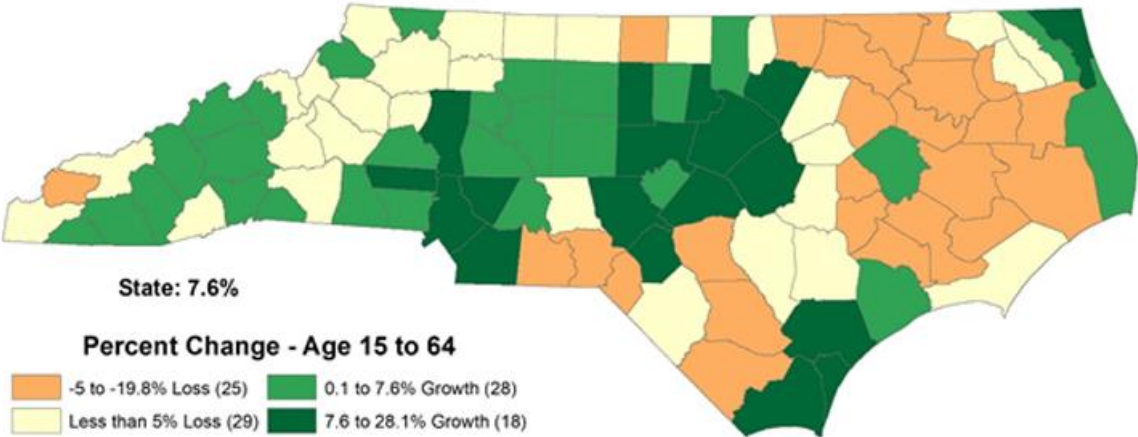 State: 7.6%
Percent Change - Age 15 to 64
-5 to -19.8% Loss (25)
0.1 to 7.6% Growth (28)
Less than 5% Loss (29)
7.6 to 28.1% Growth (18)